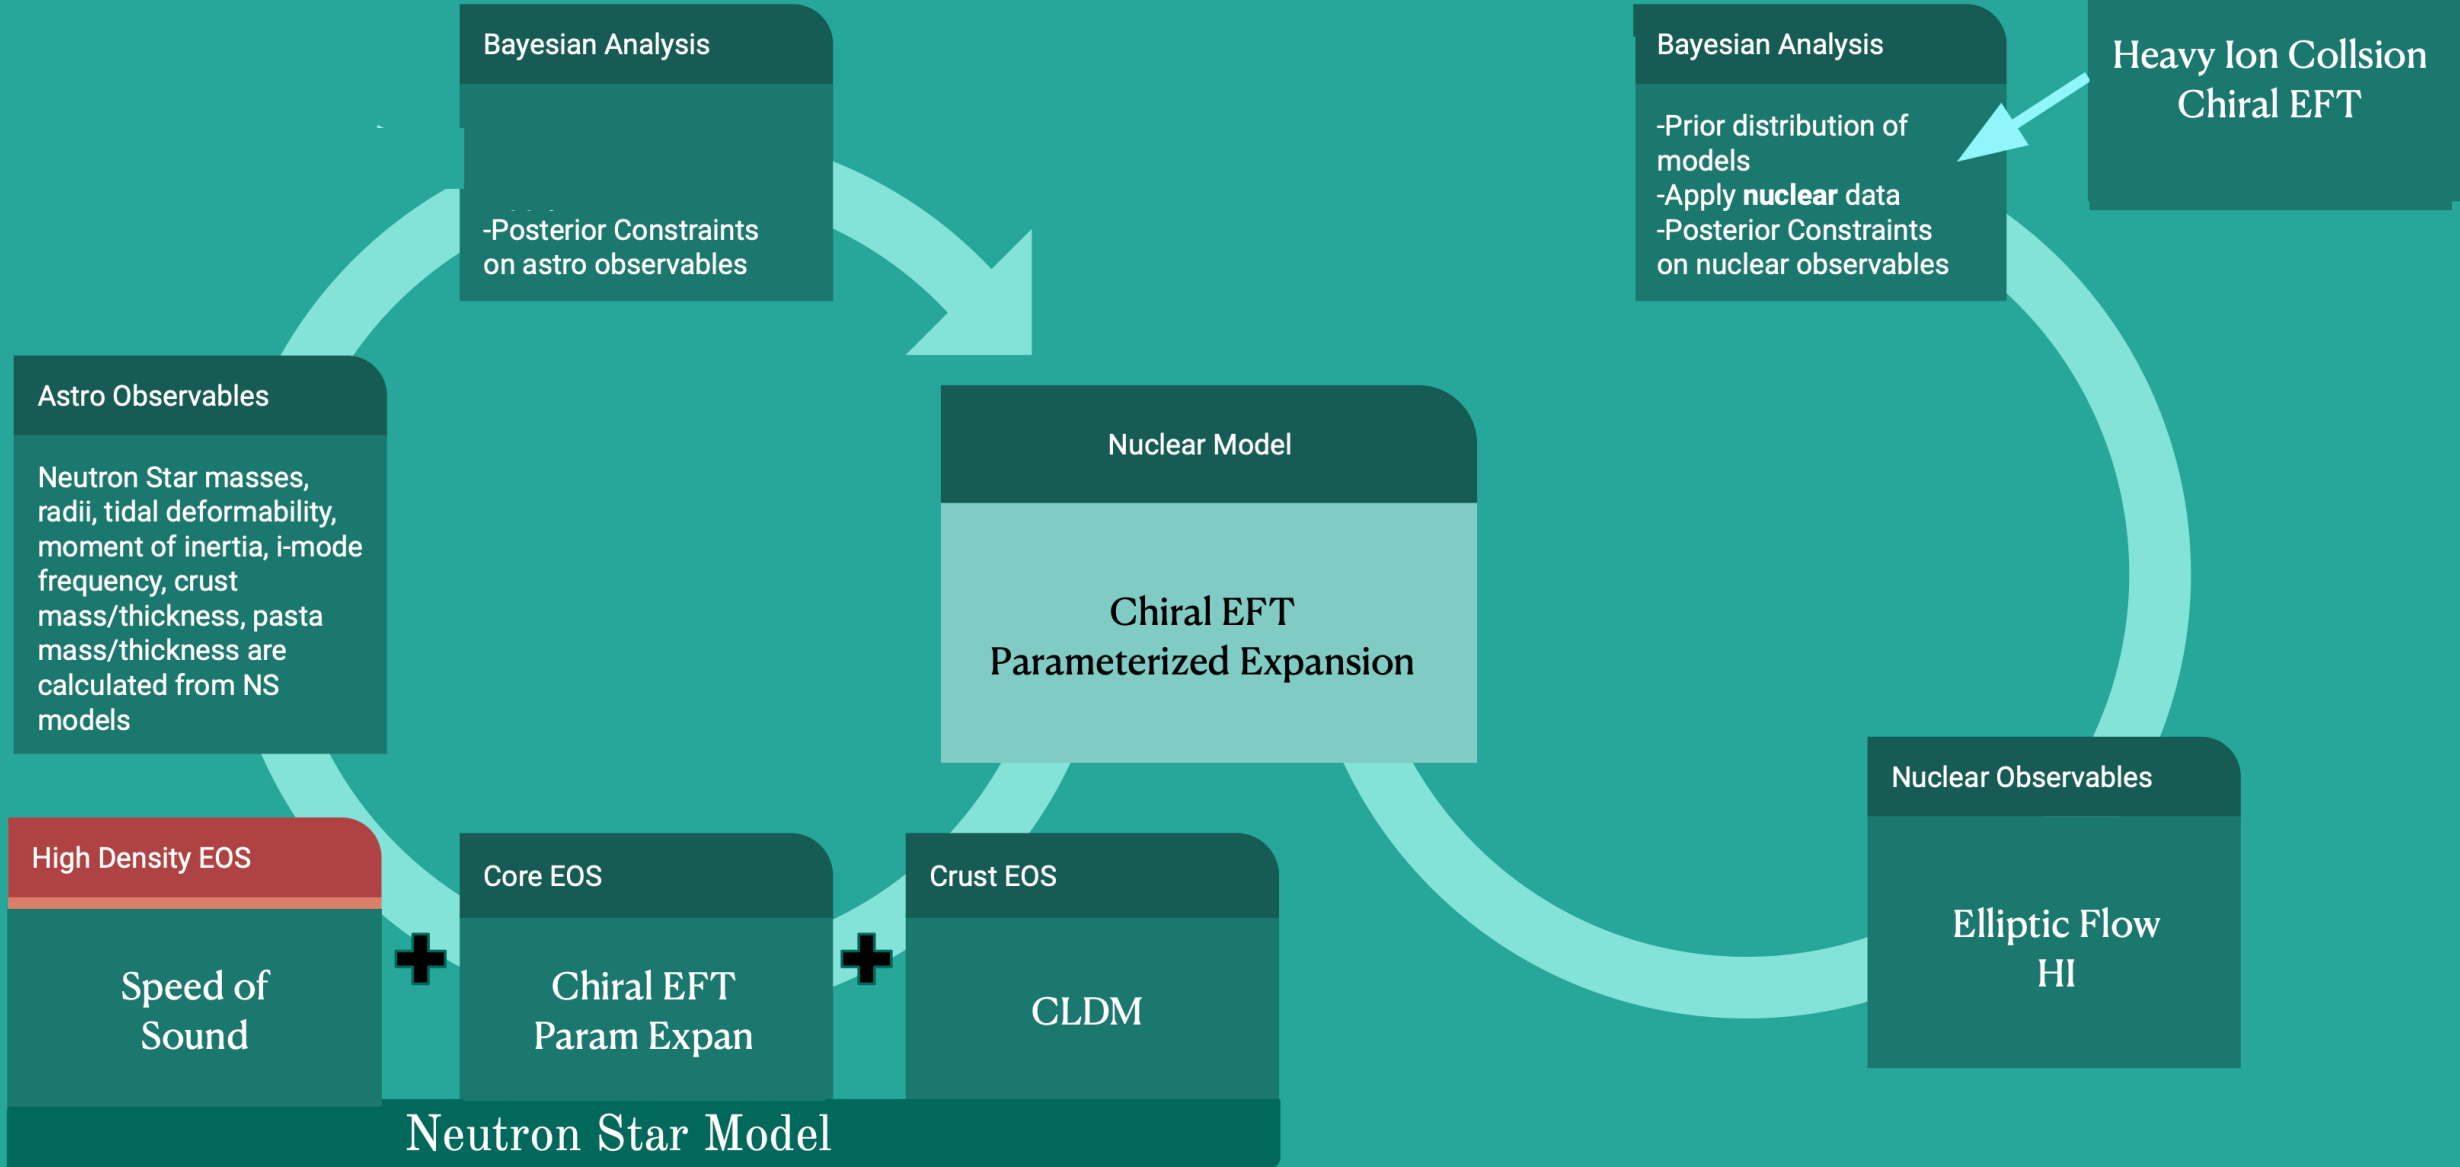 Bayesian Analysis
-Posterior Constraints
on astro observables
Bayesian Analysis
-Prior distribution of
models
-Apply nuclear data
-Posterior Constraints
on nuclear observables
Heavy Ion Collsion
Chiral EFT
Astro Observables
Neutron Star masses,
radii, tidal deformability,
moment of inertia, i-mode
frequency, crust
mass/thickness, pasta
mass/thickness are
calculated from NS
models
Nuclear Model
Chiral EFT
Parameterized Expansion
Nuclear Observables
Elliptic Flow
HI
High Density EOS
Speed of
Sound
Core EOS
Chiral EFT
Param Expan
Crust EOS
CLDM
Neutron Star Model